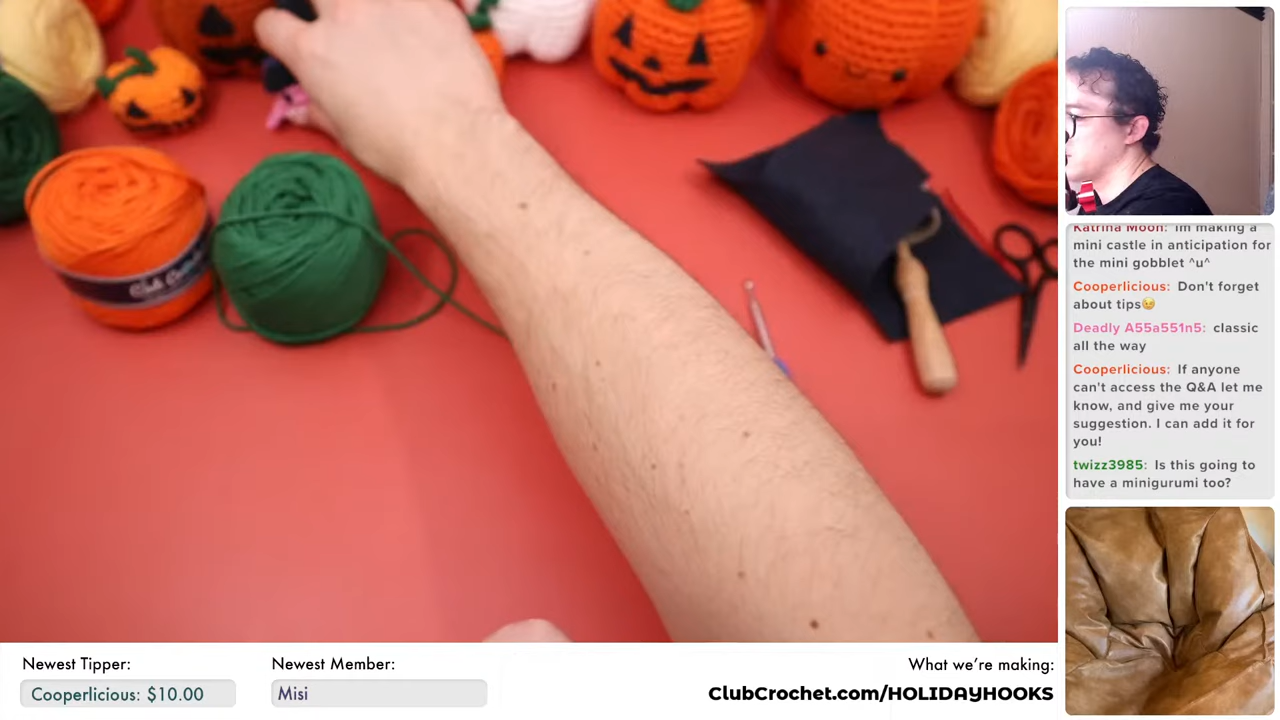 Katrina Moon: im making a
mini castle in anticipation for
the mini gobblet ^u^
Cooperlicious: Don't forget
about tips😉
Deadly A55a551n5: classic
all the way
Cooperlicious: If anyone
can't access the Q&A let me
know, and give me your
suggestion. I can add it for
you!
twizz3985: Is this going to
have a minigurumi too?
Newest Tipper:
Cooperlicious: $10.00
Newest Member:
Misi
What we're making:
ClubCrochet.com/HOLIDAYHOOKS